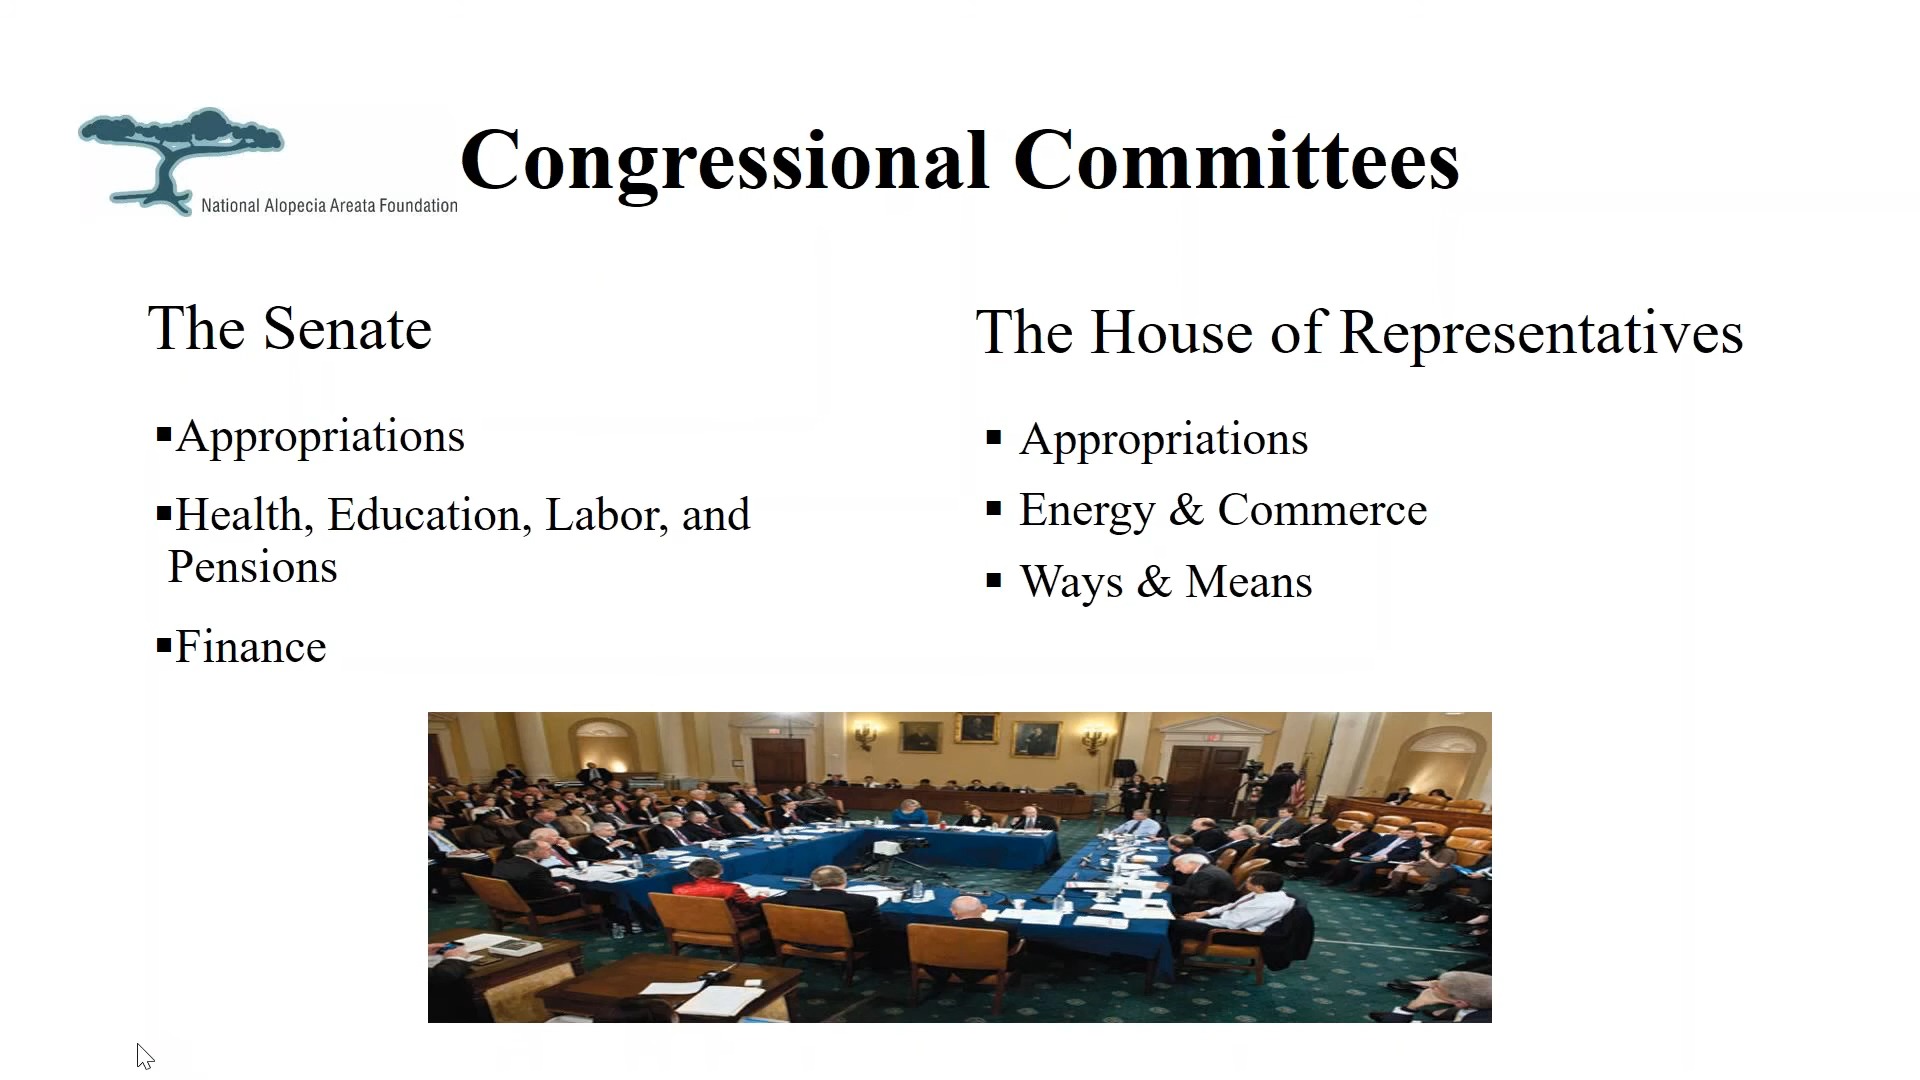 National Alopecia Areata Foundation
Congressional Committees
The Senate
▪Appropriations
▪Health, Education, Labor, and
Pensions
▪Finance
The House of Representatives
▪ Appropriations
▪ Energy & Commerce
▪ Ways & Means